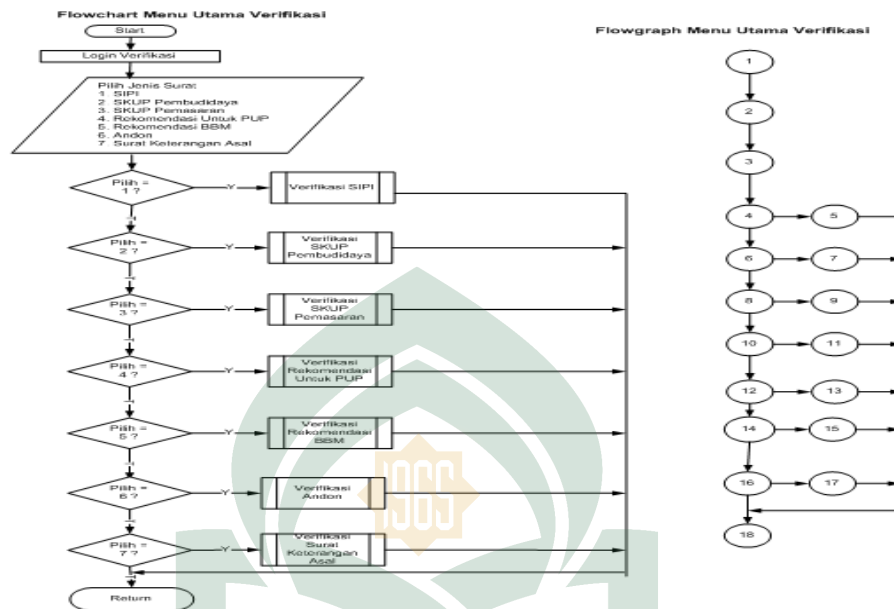 Flowchart Menu Utama Verifikasi
Start
Login Verifikasi
Pilih Jenis Surat
1 SIPI
2. SKUP Pembudidaya
3. SKUP Pemasaran
4. Rekomendasi Untuk PUP
5. Rekomendasi BBM
6. Andon
7 Surat Keterangan Asal
Pilih =
1 ?
Y
Verifikasi SIPI
T
Pilih =
2 ?
Y
Verifikasi
SKUP
Pembudidaya
T
Pilih =
3 ?
Y
Verifikasi
SKUP
Pemasaran
T
Pilih =
4 ?
Y
Verifikasi
Rekomendasi
Untuk PUP
T
Pilih =
5 ?
Y
Verifikasi
Rekomendasi
BBM
T
Pilih =
6 ?
Y
Verifikasi
Andon
T
Pilih =
7 ?
Y
Verifikasi
Surat
Keterangan
Asal
T
Return
1965
Flowgraph Menu Utama Verifikasi
1
2
3
4 5
6 7
8 9
10 11
12 13
14 15
16 17
18